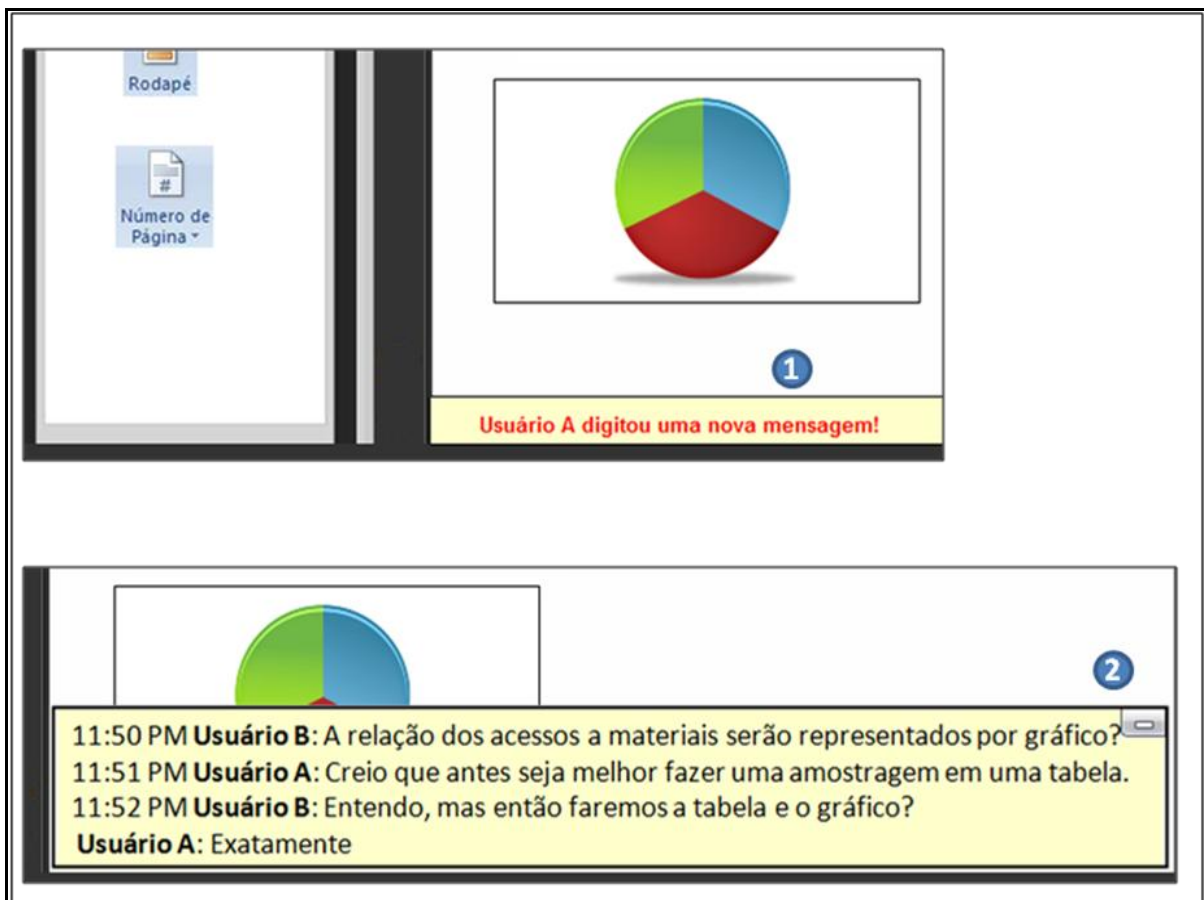 Rodapé
#
Número de
Página
1
Usuário A digitou uma nova mensagem!
2
11:50 PM Usuário B: A relação dos acessos a materiais serão representados por gráfico?
11:51 PM Usuário A: Creio que antes seja melhor fazer uma amostragem em uma tabela.
11:52 PM Usuário B: Entendo, mas então faremos a tabela e o gráfico?
Usuário A: Exatamente